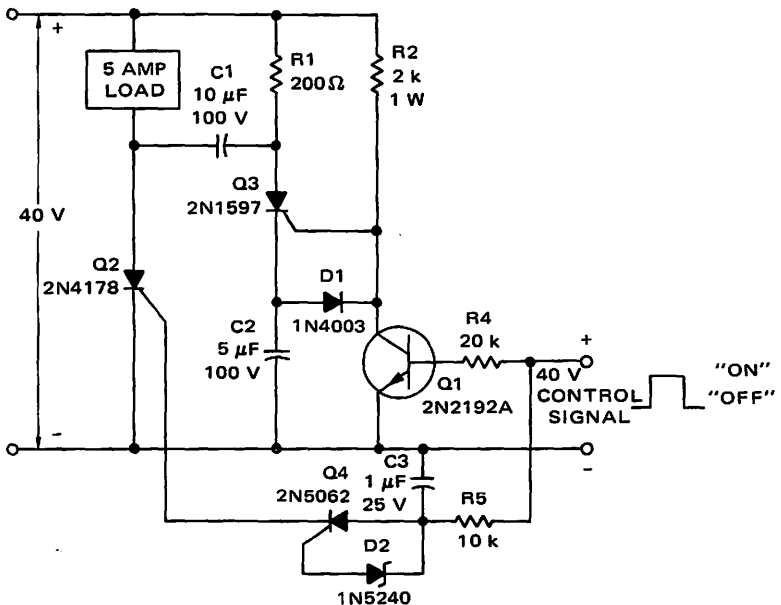 +
5 AMP
LOAD
C1
10 µF
100 V
R1
200Ω
R2
2 k
1 W
Q3
2N1597
40 V
Q2
2N4178
D1
1N4003
C2
5 µF
100 V
R4
20 k
Q1
2N2192A
+
40 V
CONTROL
SIGNAL
"ON"
"OFF"
-
-
C3
1 µF
25 V
Q4
2N5062
R5
10 k
D2
1N5240